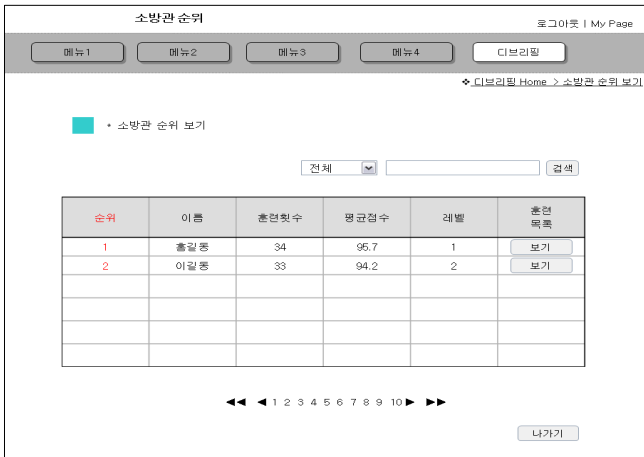 소방관 순위
로그아웃 | My Page
메뉴1 메뉴2 메뉴3 메뉴4 디브리핑
❖ 디브리핑 Home > 소방관 순위 보기
• 소방관 순위 보기
전체 검색
순위 이름 훈련횟수 평균점수 레벨 훈련
목록
1 홍길동 34 95.7 1 보기
2 이길동 33 94.2 2 보기
◀◀ ◀ 1 2 3 4 5 6 7 8 9 10 ▶ ▶▶
나가기